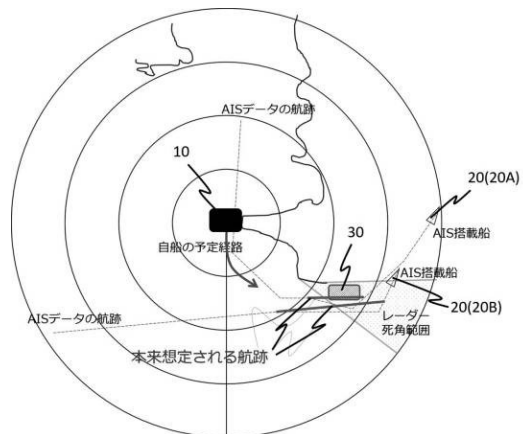 AISデータの航跡
10
20(20A)
AIS搭載船
自船の予定経路
30
AIS搭載船
20(20B)
AISデータの航跡
レーダー
死角範囲
本来想定される航跡